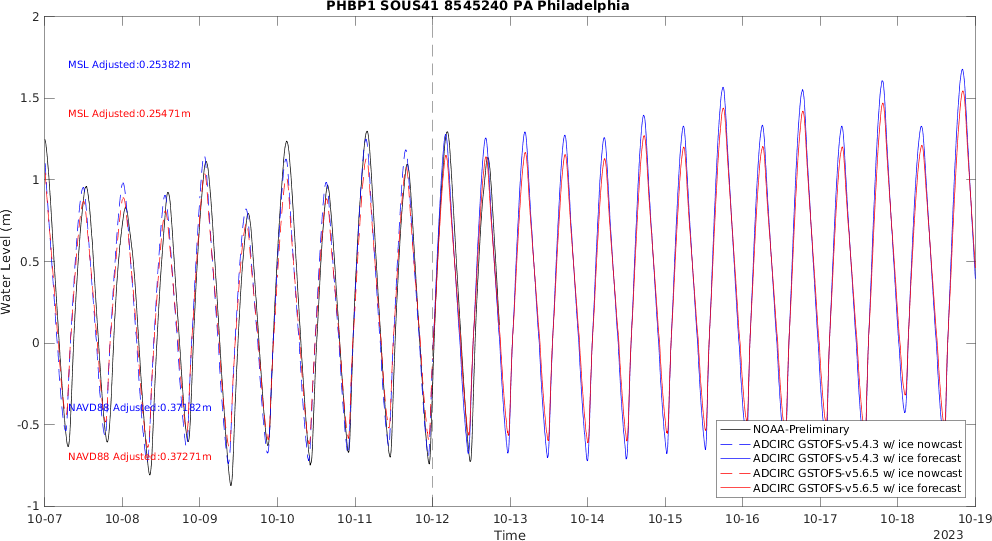 PHBP1 SOUS41 8545240 PA Philadelphia
2
1.5
1
0.5
0
-0.5
-1
Water Level (m)
MSL Adjusted:0.25382m
MSL Adjusted:0.25471m
NAVD88 Adjusted:0.37182m
NAVD88 Adjusted:0.37271m
NOAA-Preliminary
ADCIRC GSTOFS-v5.4.3 w/ ice nowcast
ADCIRC GSTOFS-v5.4.3 w/ ice forecast
ADCIRC GSTOFS-v5.6.5 w/ ice nowcast
ADCIRC GSTOFS-v5.6.5 w/ ice forecast
10-07 10-08 10-09 10-10 10-11 10-12 10-13 10-14 10-15 10-16 10-17 10-18 10-19
Time
2023